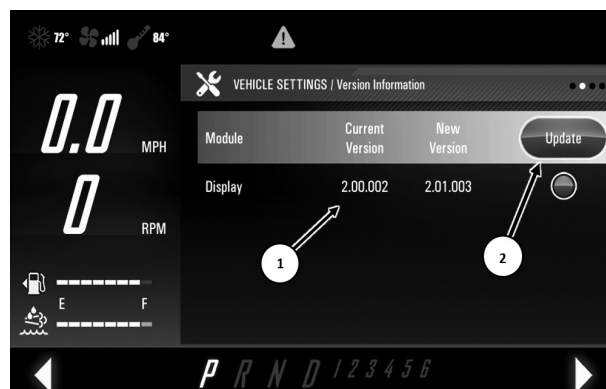 72° 84°
VEHICLE SETTINGS / Version Information
Module Current Version New Version Update
Display 2.00.002 2.01.003
0.0 MPH
0 RPM
1
2
E F
P R N D 1 2 3 4 5 6